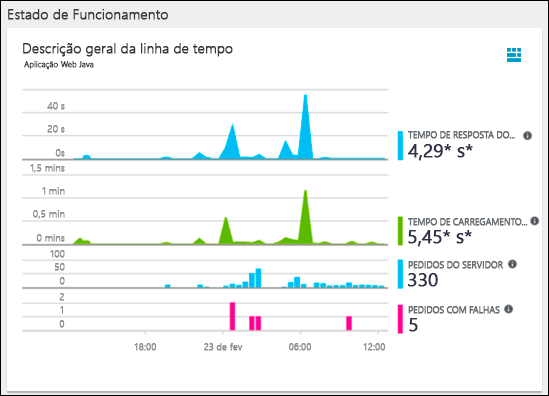 Estado de Funcionamento
Descrição geral da linha de tempo
Aplicação Web Java
40 s
20 s
0s
TEMPO DE RESPOSTA DO...
4,29* s*
1,5 mins
1 min
0,5 min
0 mins
TEMPO DE CARREGAMENTO...
5,45* s*
100
50
0
PEDIDOS DO SERVIDOR
330
2
1
0
PEDIDOS COM FALHAS
5
18:00
23 de fev
06:00
12:00